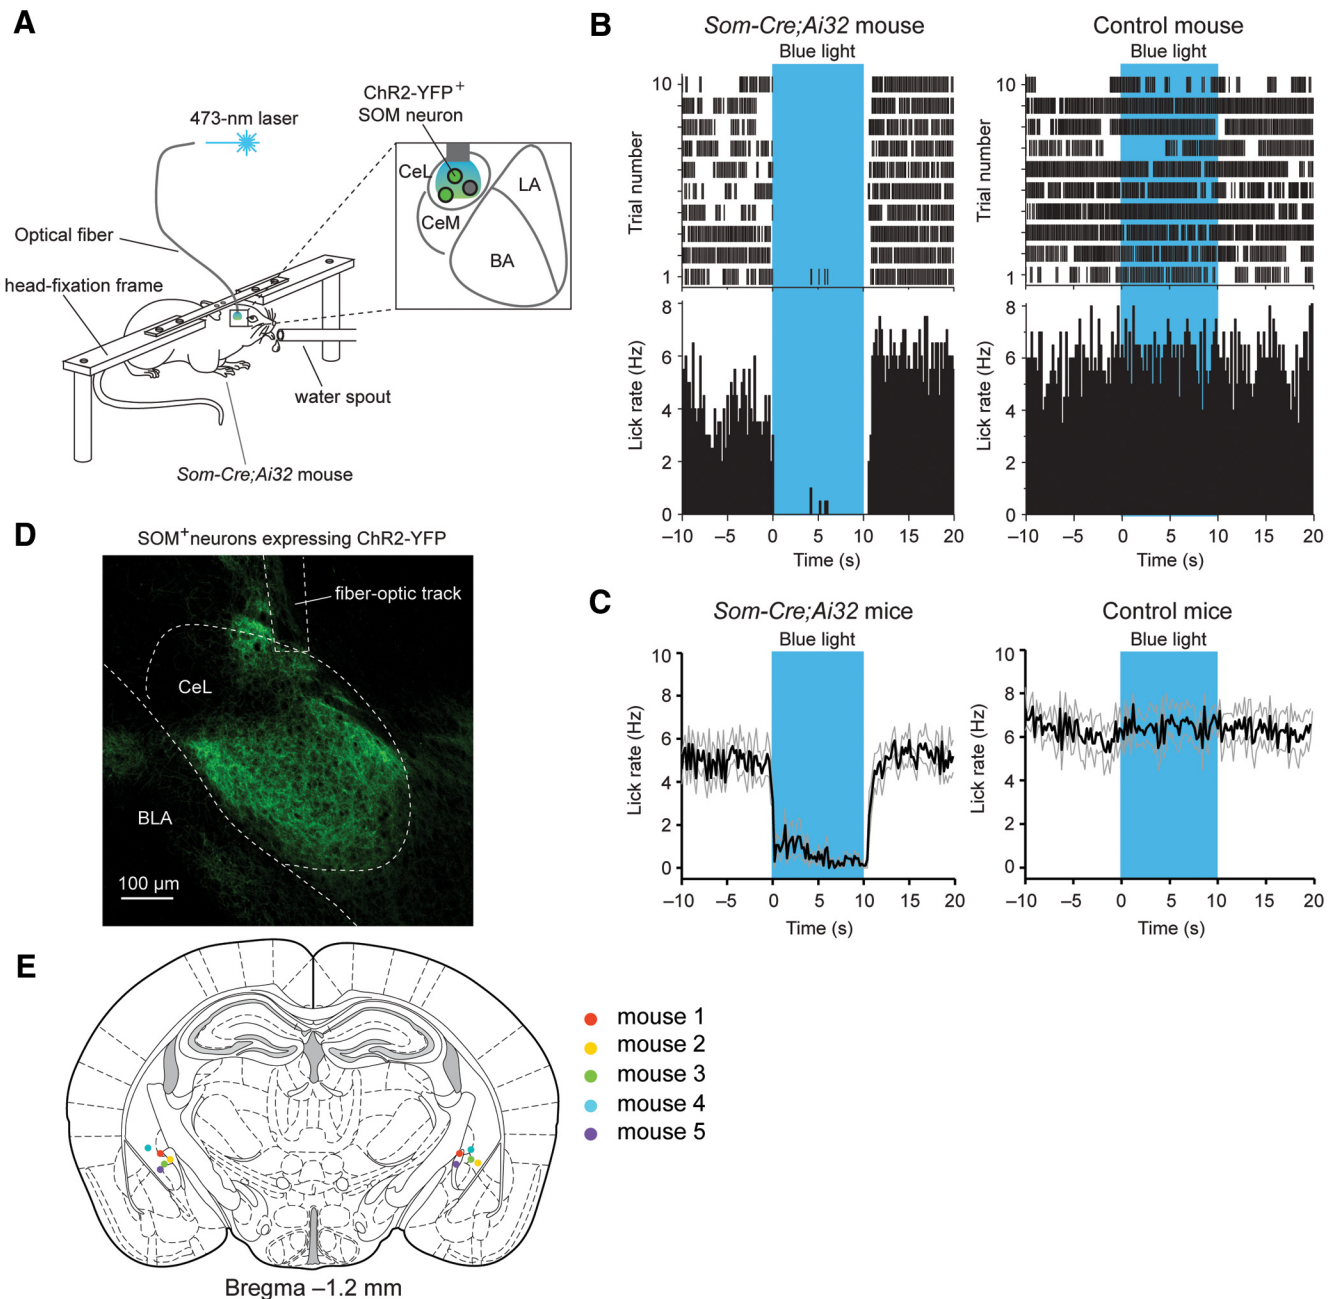 A
473-nm laser
ChR2-YFP+
SOM neuron
CeL
LA
CeM
BA
Optical fiber
head-fixation frame
water spout
Som-Cre;Ai32 mouse
B
Som-Cre;Ai32 mouse
Blue light
10
Trial number
1
8
6
4
2
0
Lick rate (Hz)
–10 –5 0 5 10 15 20
Time (s)
Control mouse
Blue light
10
Trial number
1
8
6
4
2
0
Lick rate (Hz)
–10 –5 0 5 10 15 20
Time (s)
C
Som-Cre;Ai32 mice
Blue light
10
8
6
4
2
0
Lick rate (Hz)
–10 –5 0 5 10 15 20
Time (s)
Control mice
Blue light
10
8
6
4
2
0
Lick rate (Hz)
–10 –5 0 5 10 15 20
Time (s)
D
SOM+neurons expressing ChR2-YFP
fiber-optic track
CeL
BLA
100 µm
E
mouse 1
mouse 2
mouse 3
mouse 4
mouse 5
Bregma –1.2 mm